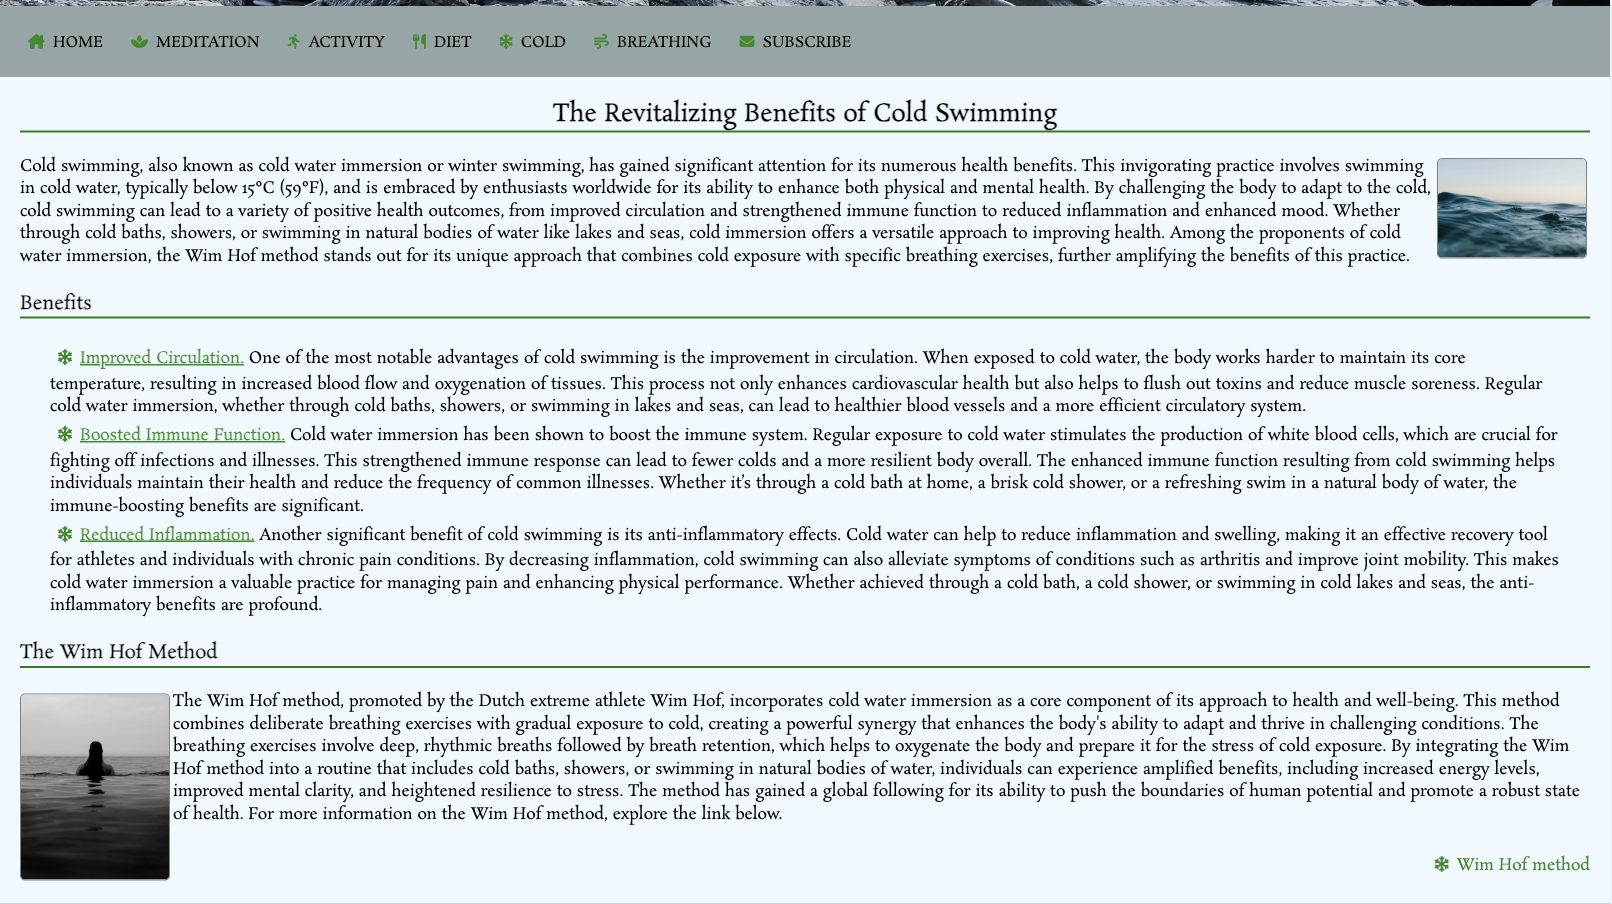 HOME MEDITATION ACTIVITY DIET COLD BREATHING SUBSCRIBE
The Revitalizing Benefits of Cold Swimming
Cold swimming, also known as cold water immersion or winter swimming, has gained significant attention for its numerous health benefits. This invigorating practice involves swimming
in cold water, typically below 15°C (59°F), and is embraced by enthusiasts worldwide for its ability to enhance both physical and mental health. By challenging the body to adapt to the cold,
cold swimming can lead to a variety of positive health outcomes, from improved circulation and strengthened immune function to reduced inflammation and enhanced mood. Whether
through cold baths, showers, or swimming in natural bodies of water like lakes and seas, cold immersion offers a versatile approach to improving health. Among the proponents of cold
water immersion, the Wim Hof method stands out for its unique approach that combines cold exposure with specific breathing exercises, further amplifying the benefits of this practice.
Benefits
Improved Circulation. One of the most notable advantages of cold swimming is the improvement in circulation. When exposed to cold water, the body works harder to maintain its core
temperature, resulting in increased blood flow and oxygenation of tissues. This process not only enhances cardiovascular health but also helps to flush out toxins and reduce muscle soreness. Regular
cold water immersion, whether through cold baths, showers, or swimming in lakes and seas, can lead to healthier blood vessels and a more efficient circulatory system.
Boosted Immune Function. Cold water immersion has been shown to boost the immune system. Regular exposure to cold water stimulates the production of white blood cells, which are crucial for
fighting off infections and illnesses. This strengthened immune response can lead to fewer colds and a more resilient body overall. The enhanced immune function resulting from cold swimming helps
individuals maintain their health and reduce the frequency of common illnesses. Whether it's through a cold bath at home, a brisk cold shower, or a refreshing swim in a natural body of water, the
immune-boosting benefits are significant.
Reduced Inflammation. Another significant benefit of cold swimming is its anti-inflammatory effects. Cold water can help to reduce inflammation and swelling, making it an effective recovery tool
for athletes and individuals with chronic pain conditions. By decreasing inflammation, cold swimming can also alleviate symptoms of conditions such as arthritis and improve joint mobility. This makes
cold water immersion a valuable practice for managing pain and enhancing physical performance. Whether achieved through a cold bath, a cold shower, or swimming in cold lakes and seas, the anti-
inflammatory benefits are profound.
The Wim Hof Method
The Wim Hof method, promoted by the Dutch extreme athlete Wim Hof, incorporates cold water immersion as a core component of its approach to health and well-being. This method
combines deliberate breathing exercises with gradual exposure to cold, creating a powerful synergy that enhances the body's ability to adapt and thrive in challenging conditions. The
breathing exercises involve deep, rhythmic breaths followed by breath retention, which helps to oxygenate the body and prepare it for the stress of cold exposure. By integrating the Wim
Hof method into a routine that includes cold baths, showers, or swimming in natural bodies of water, individuals can experience amplified benefits, including increased energy levels,
improved mental clarity, and heightened resilience to stress. The method has gained a global following for its ability to push the boundaries of human potential and promote a robust state
of health. For more information on the Wim Hof method, explore the link below.
Wim Hof method